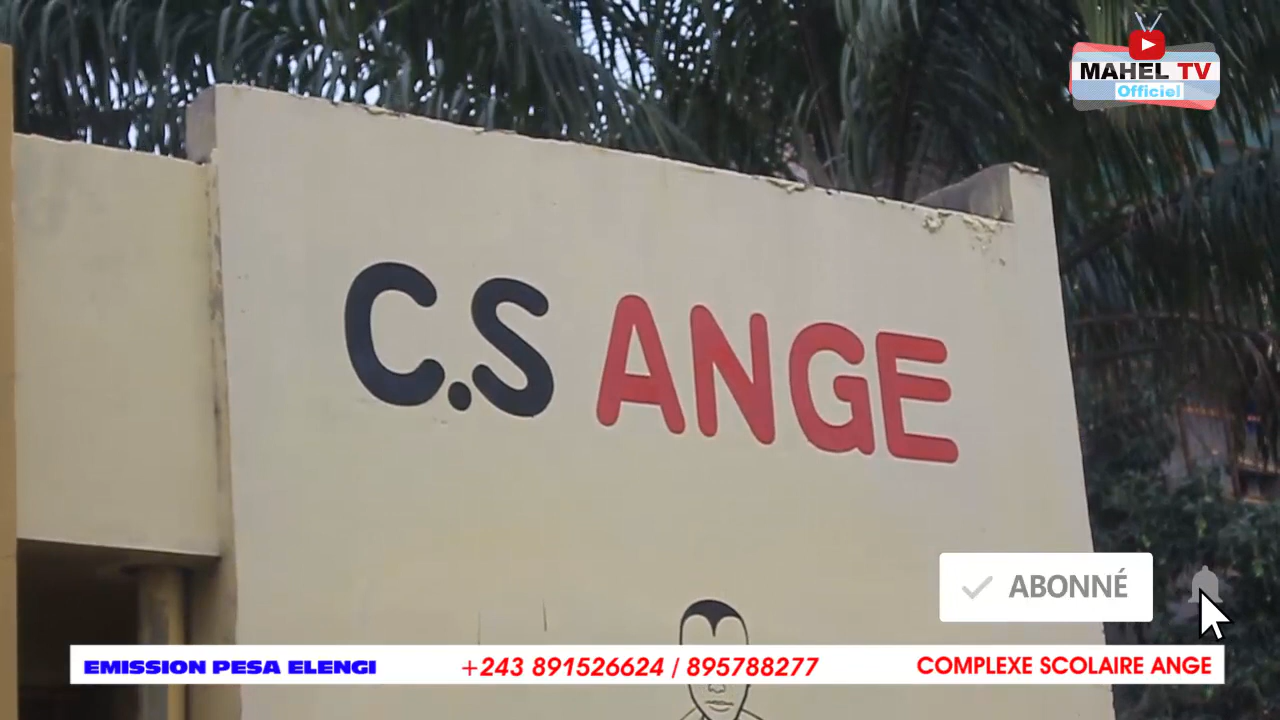 MAHEL TV
Officiel
C.S ANGE
ABONNÉ
EMISSION PESA ELENGI +243 891526624 / 895788277 COMPLEXE SCOLAIRE ANGE